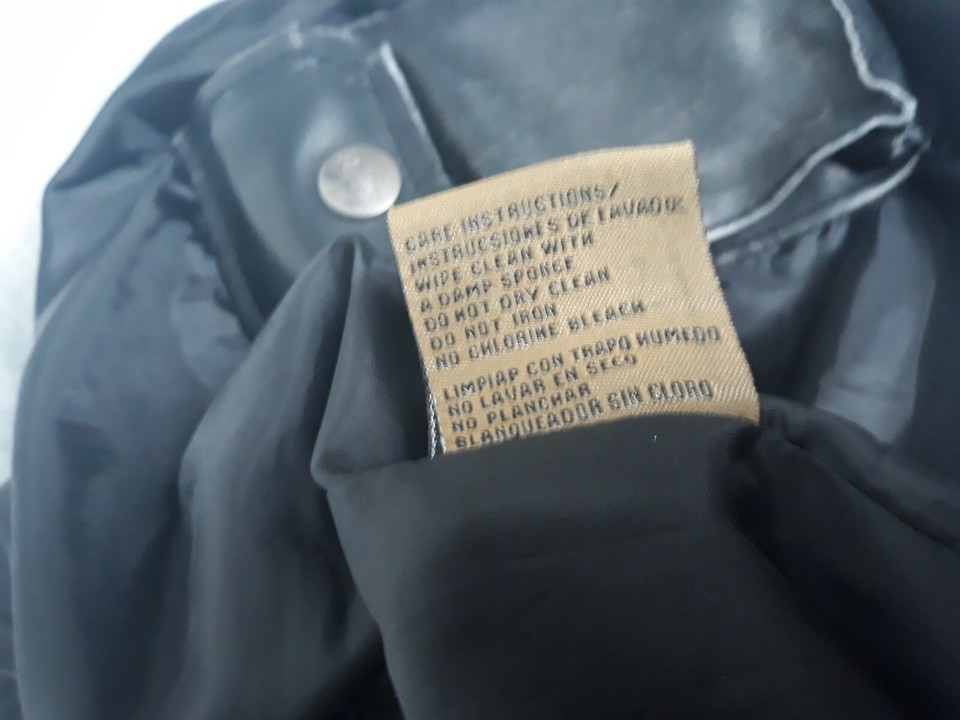 CARE INSTRUCTIONS/
INSTRUCSIONES DE LAVADO:
WIPE CLEAN WITH
A DAMP SPONGE
DO NOT DRY CLEAN
DO NOT IRON
NO CHLORINE BLEACH
LIMPIAR CON TRAPO HUMEDO
NO LAVAR EN SECO
NO PLANCHAR
BLANQUEADOR SIN CLORO